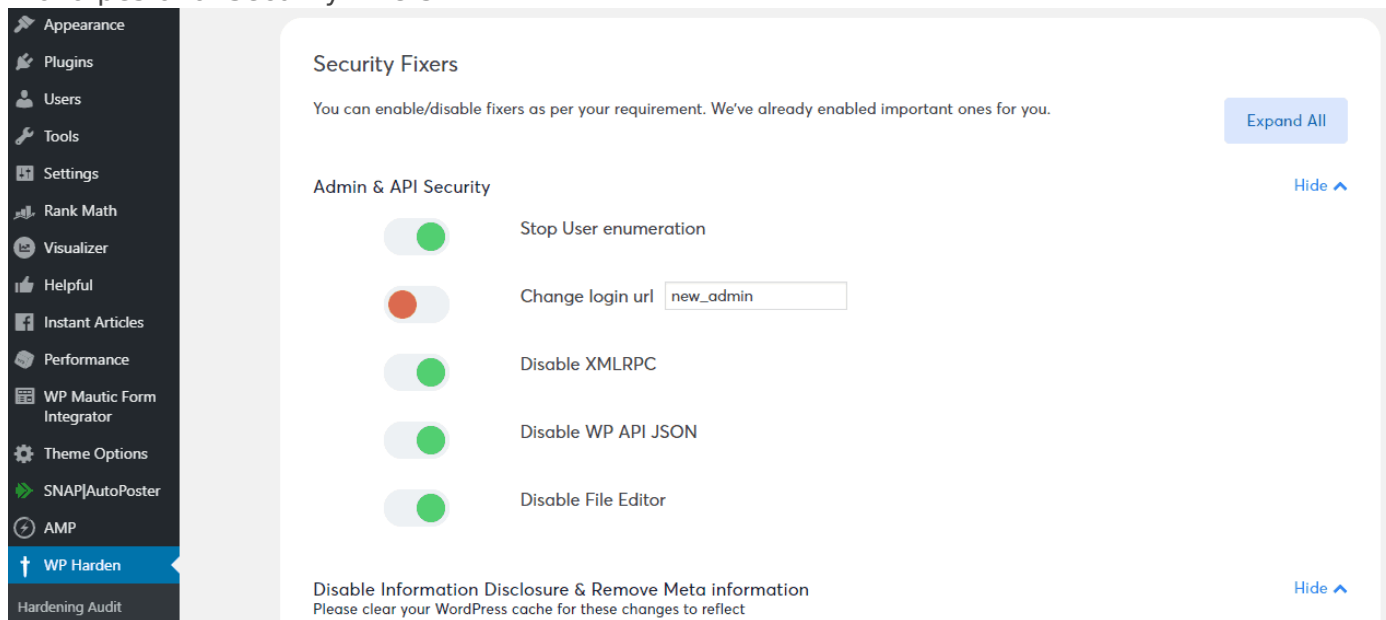 Appearance
Plugins
Users
Tools
Settings
Rank Math
Visualizer
Helpful
Instant Articles
Performance
WP Mautic Form
Integrator
Theme Options
SNAP|AutoPoster
AMP
WP Harden
Hardening Audit
Security Fixers
You can enable/disable fixers as per your requirement. We've already enabled important ones for you.
Expand All
Admin & API Security
Hide
Stop User enumeration
Change login url new_admin
Disable XMLRPC
Disable WP API JSON
Disable File Editor
Disable Information Disclosure & Remove Meta information
Hide
Please clear your WordPress cache for these changes to reflect